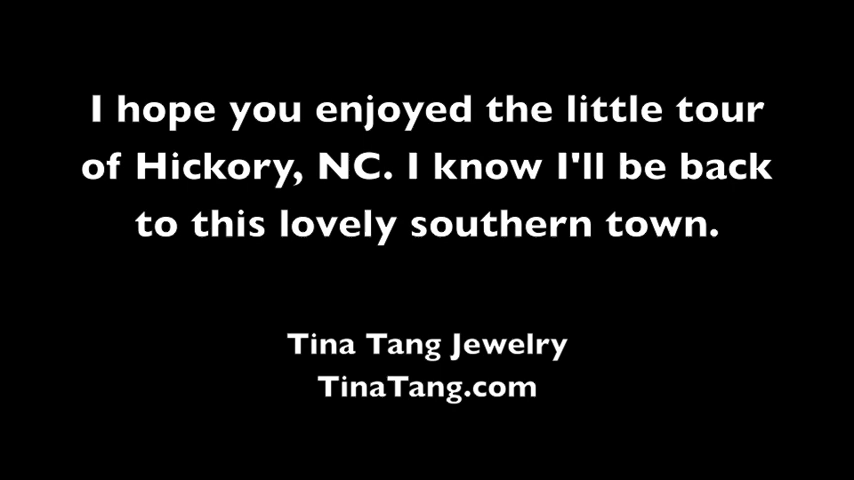 I hope you enjoyed the little tour
of Hickory, NC. I know I'll be back
to this lovely southern town.
Tina Tang Jewelry
TinaTang.com